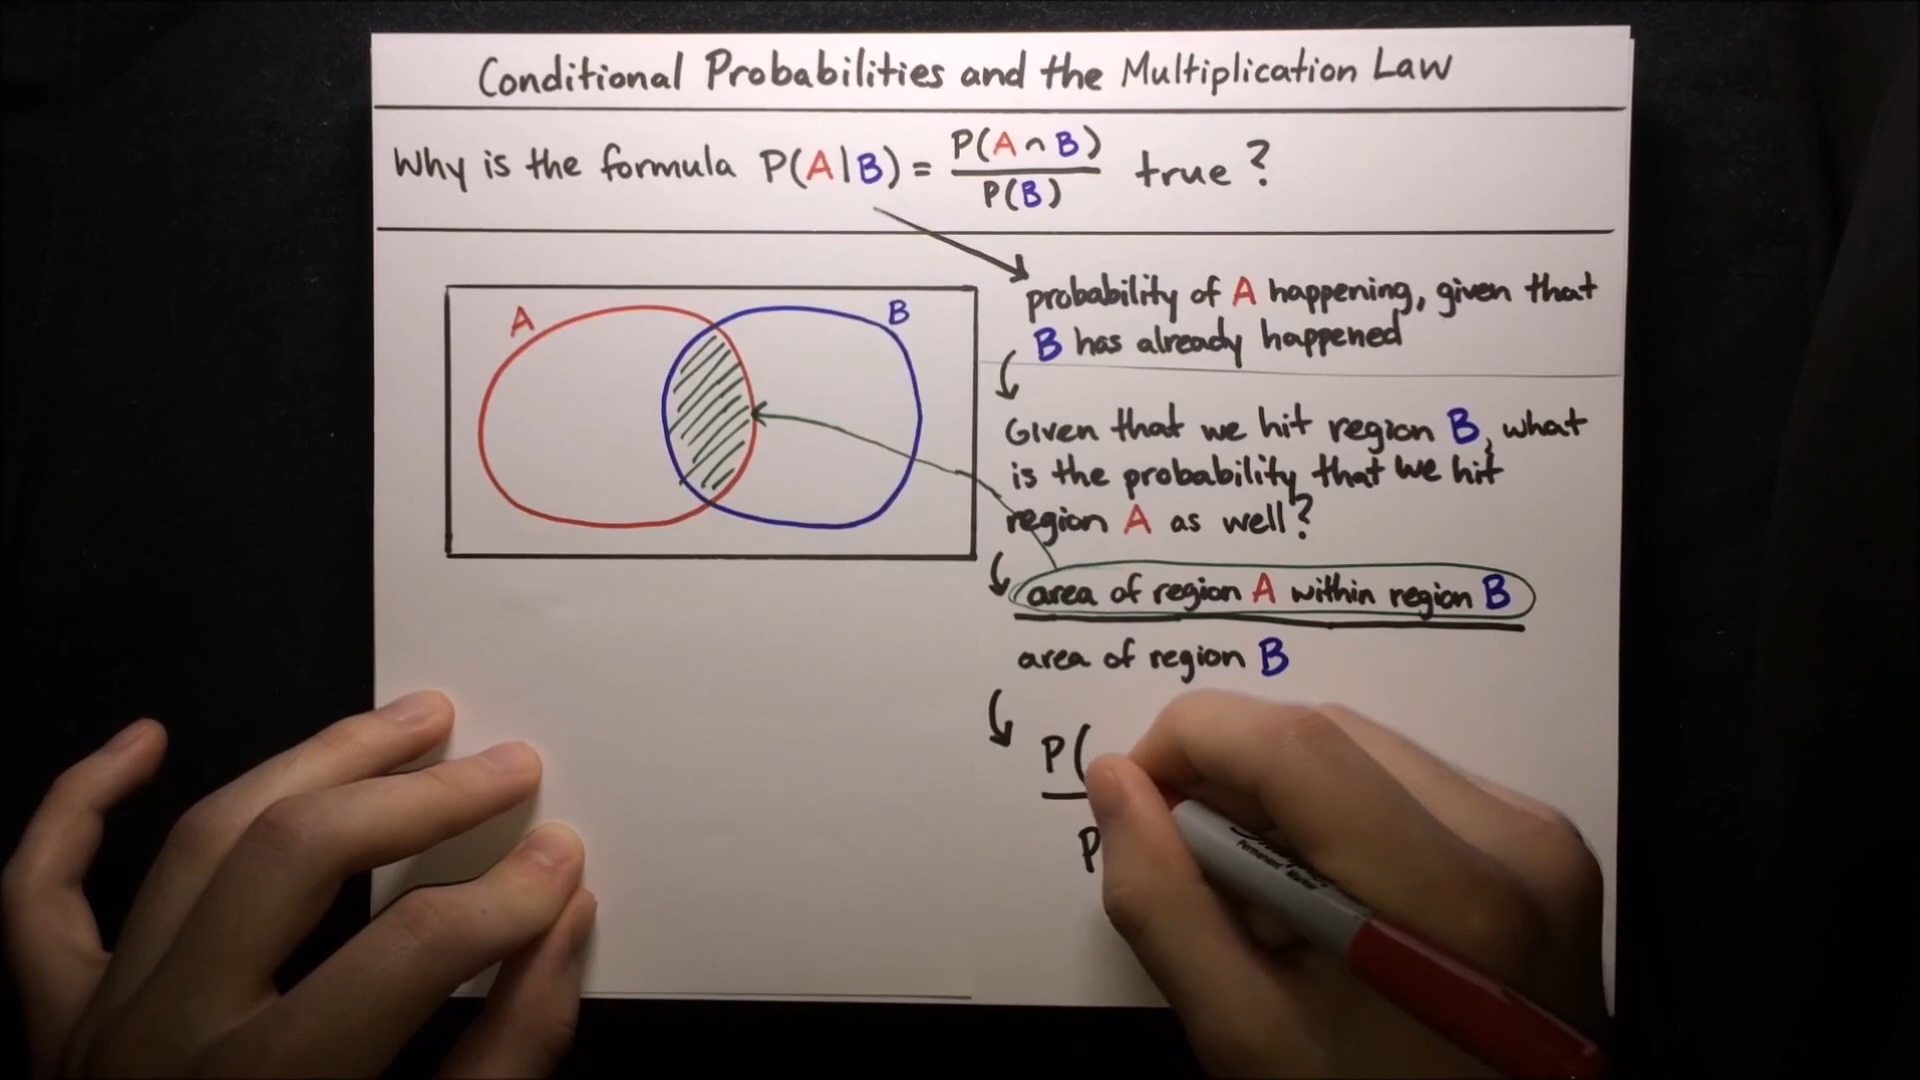 Conditional Probabilities and the Multiplication Law
Why is the formula P(A|B) = P(A∩B) / P(B) true?
A
B
probability of A happening, given that
B has already happened
Given that we hit region B, what
is the probability that we hit
region A as well?
area of region A within region B
area of region B
P(
P
Permanent Marker